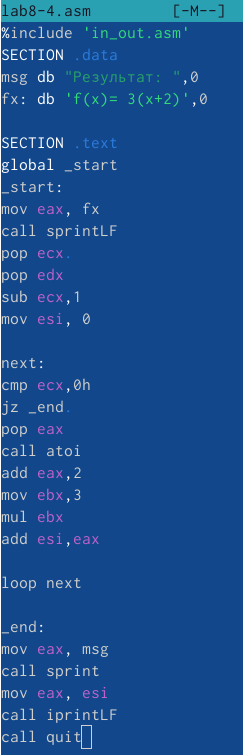 lab8-4.asm [-M--]
%include 'in_out.asm'
SECTION .data
msg db "Результат: ",0
fx: db 'f(x)= 3(x+2)',0
SECTION .text
global _start
_start:
mov eax, fx
call sprintLF
pop ecx.
pop edx
sub ecx,1
mov esi, 0
next:
cmp ecx,0h
jz _end.
pop eax
call atoi
add eax,2
mov ebx,3
mul ebx
add esi,eax
loop next
_end:
mov eax, msg
call sprint
mov eax, esi
call iprintLF
call quit